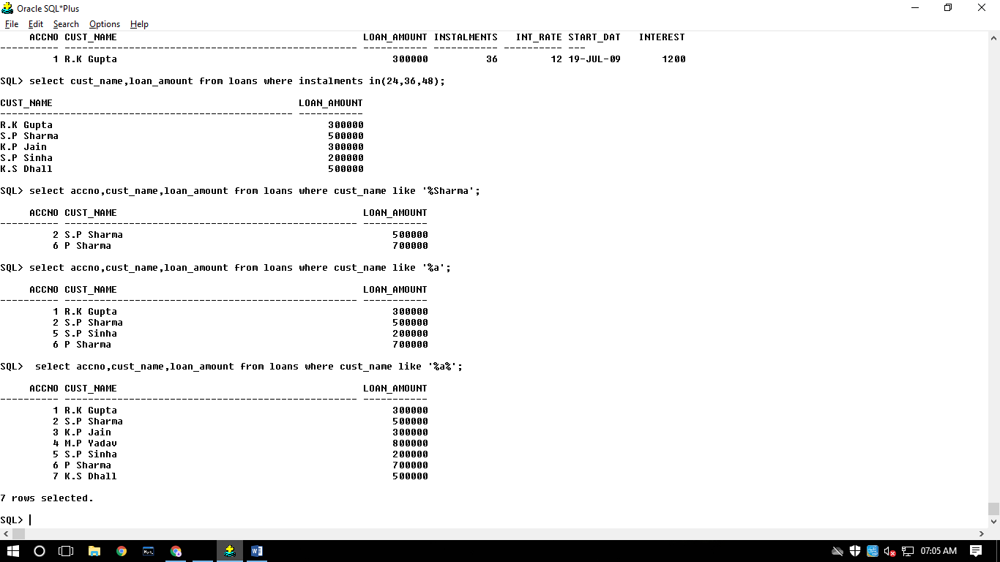 Oracle SQL*Plus
File Edit Search Options Help
ACCNO CUST_NAME LOAN_AMOUNT INSTALMENTS INT_RATE START_DAT INTEREST
---------- -------------------------------------------------- ----------- ----------- ---------- ---
1 R.K Gupta 300000 36 12 19-JUL-09 1200
SQL> select cust_name,loan_amount from loans where instalments in(24,36,48);
CUST_NAME LOAN_AMOUNT
-------------------------------------------------- -----------
R.K Gupta 300000
S.P Sharma 500000
K.P Jain 300000
S.P Sinha 200000
K.S Dhall 500000
SQL> select accno,cust_name,loan_amount from loans where cust_name like '%Sharma';
ACCNO CUST_NAME LOAN_AMOUNT
---------- -------------------------------------------------- -----------
2 S.P Sharma 500000
6 P Sharma 700000
SQL> select accno,cust_name,loan_amount from loans where cust_name like '%a';
ACCNO CUST_NAME LOAN_AMOUNT
---------- -------------------------------------------------- -----------
1 R.K Gupta 300000
2 S.P Sharma 500000
5 S.P Sinha 200000
6 P Sharma 700000
SQL>  select accno,cust_name,loan_amount from loans where cust_name like '%a%';
ACCNO CUST_NAME LOAN_AMOUNT
---------- -------------------------------------------------- -----------
1 R.K Gupta 300000
2 S.P Sharma 500000
3 K.P Jain 300000
4 M.P Yadav 800000
5 S.P Sinha 200000
6 P Sharma 700000
7 K.S Dhall 500000
7 rows selected.
SQL>
07:05 AM